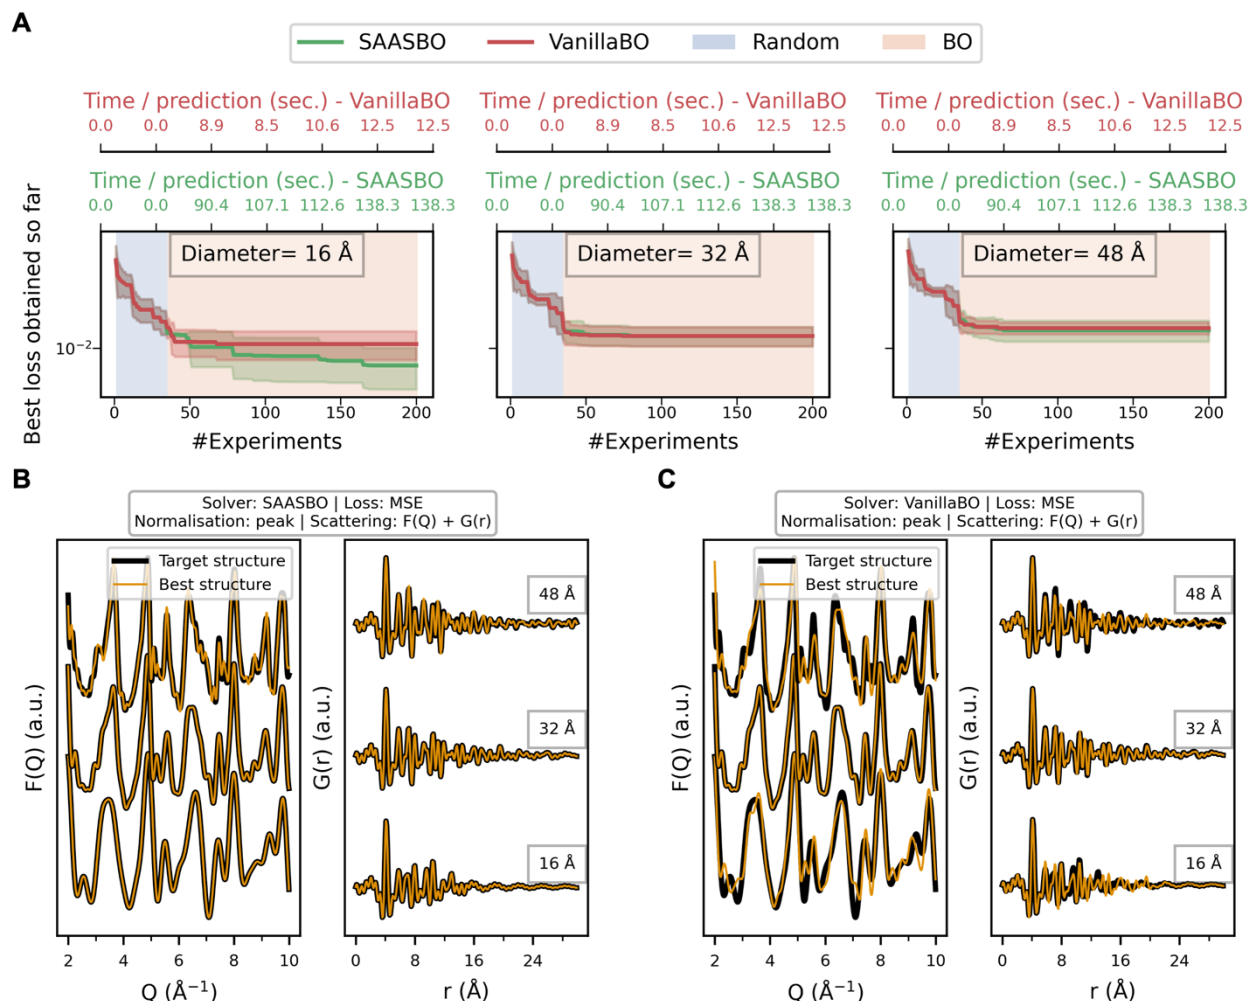 A
SAASBO VanillaBO Random BO
Time / prediction (sec.) - VanillaBO Time / prediction (sec.) - VanillaBO Time / prediction (sec.) - VanillaBO
0.0 0.0 8.9 8.5 10.6 12.5 12.5 0.0 0.0 8.9 8.5 10.6 12.5 12.5 0.0 0.0 8.9 8.5 10.6 12.5 12.5
Time / prediction (sec.) - SAASBO Time / prediction (sec.) - SAASBO Time / prediction (sec.) - SAASBO
0.0 0.0 90.4 107.1 112.6 138.3 138.3 0.0 0.0 90.4 107.1 112.6 138.3 138.3 0.0 0.0 90.4 107.1 112.6 138.3 138.3
Best loss obtained so far
Diameter= 16 Å Diameter= 32 Å Diameter= 48 Å
10⁻²
0 50 100 150 200 0 50 100 150 200 0 50 100 150 200
#Experiments #Experiments #Experiments
B
Solver: SAASBO | Loss: MSE
Normalisation: peak | Scattering: F(Q) + G(r)
Target structure
Best structure
F(Q) (a.u.)
G(r) (a.u.)
48 Å
32 Å
16 Å
2 4 6 8 10 0 8 16 24
Q (Å⁻¹) r (Å)
C
Solver: VanillaBO | Loss: MSE
Normalisation: peak | Scattering: F(Q) + G(r)
Target structure
Best structure
F(Q) (a.u.)
G(r) (a.u.)
48 Å
32 Å
16 Å
2 4 6 8 10 0 8 16 24
Q (Å⁻¹) r (Å)